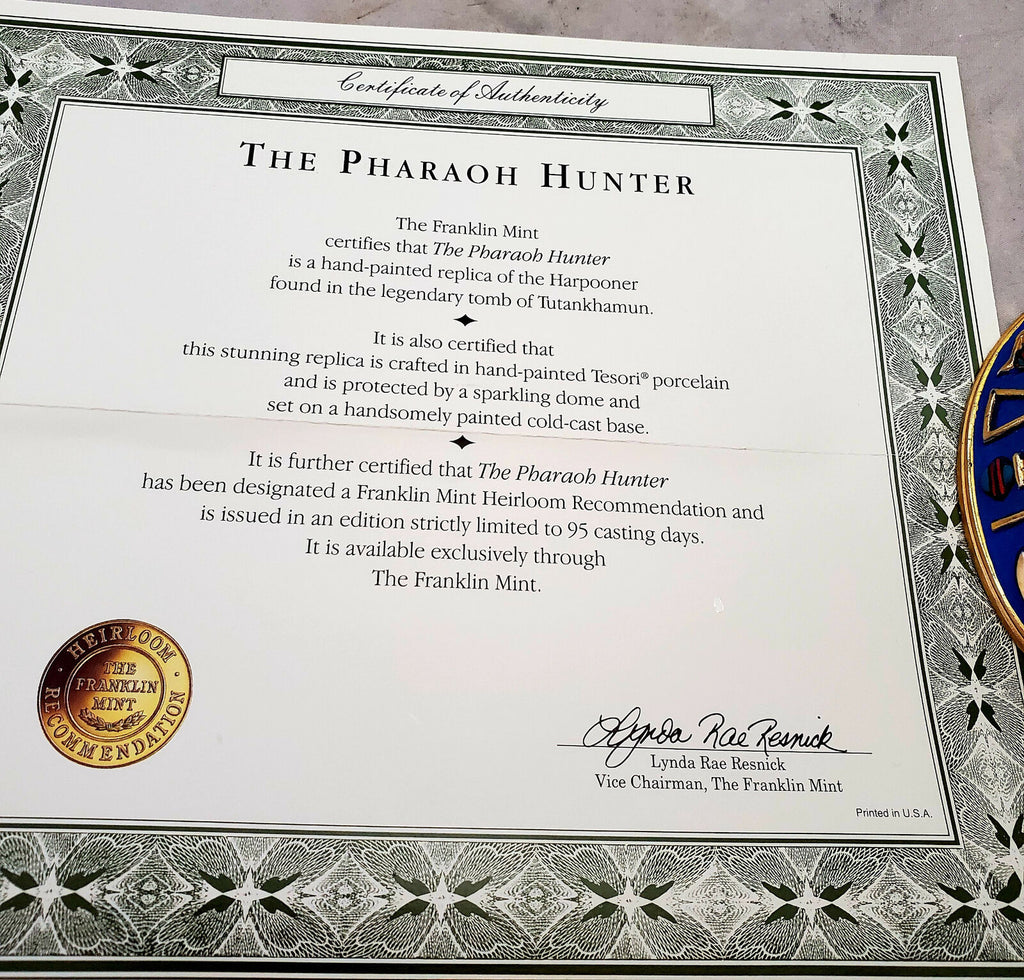 Certificate of Authenticity
THE PHARAOH HUNTER
The Franklin Mint
certifies that The Pharaoh Hunter
is a hand-painted replica of the Harpooner
found in the legendary tomb of Tutankhamun.
It is also certified that
this stunning replica is crafted in hand-painted Tesori® porcelain
and is protected by a sparkling dome and
set on a handsomely painted cold-cast base.
It is further certified that The Pharaoh Hunter
has been designated a Franklin Mint Heirloom Recommendation and
is issued in an edition strictly limited to 95 casting days.
It is available exclusively through
The Franklin Mint.
· HEIRLOOM ·
RECOMMENDATION
THE
FRANKLIN
MINT
Lynda Rae Resnick
Lynda Rae Resnick
Vice Chairman, The Franklin Mint
Printed in U.S.A.